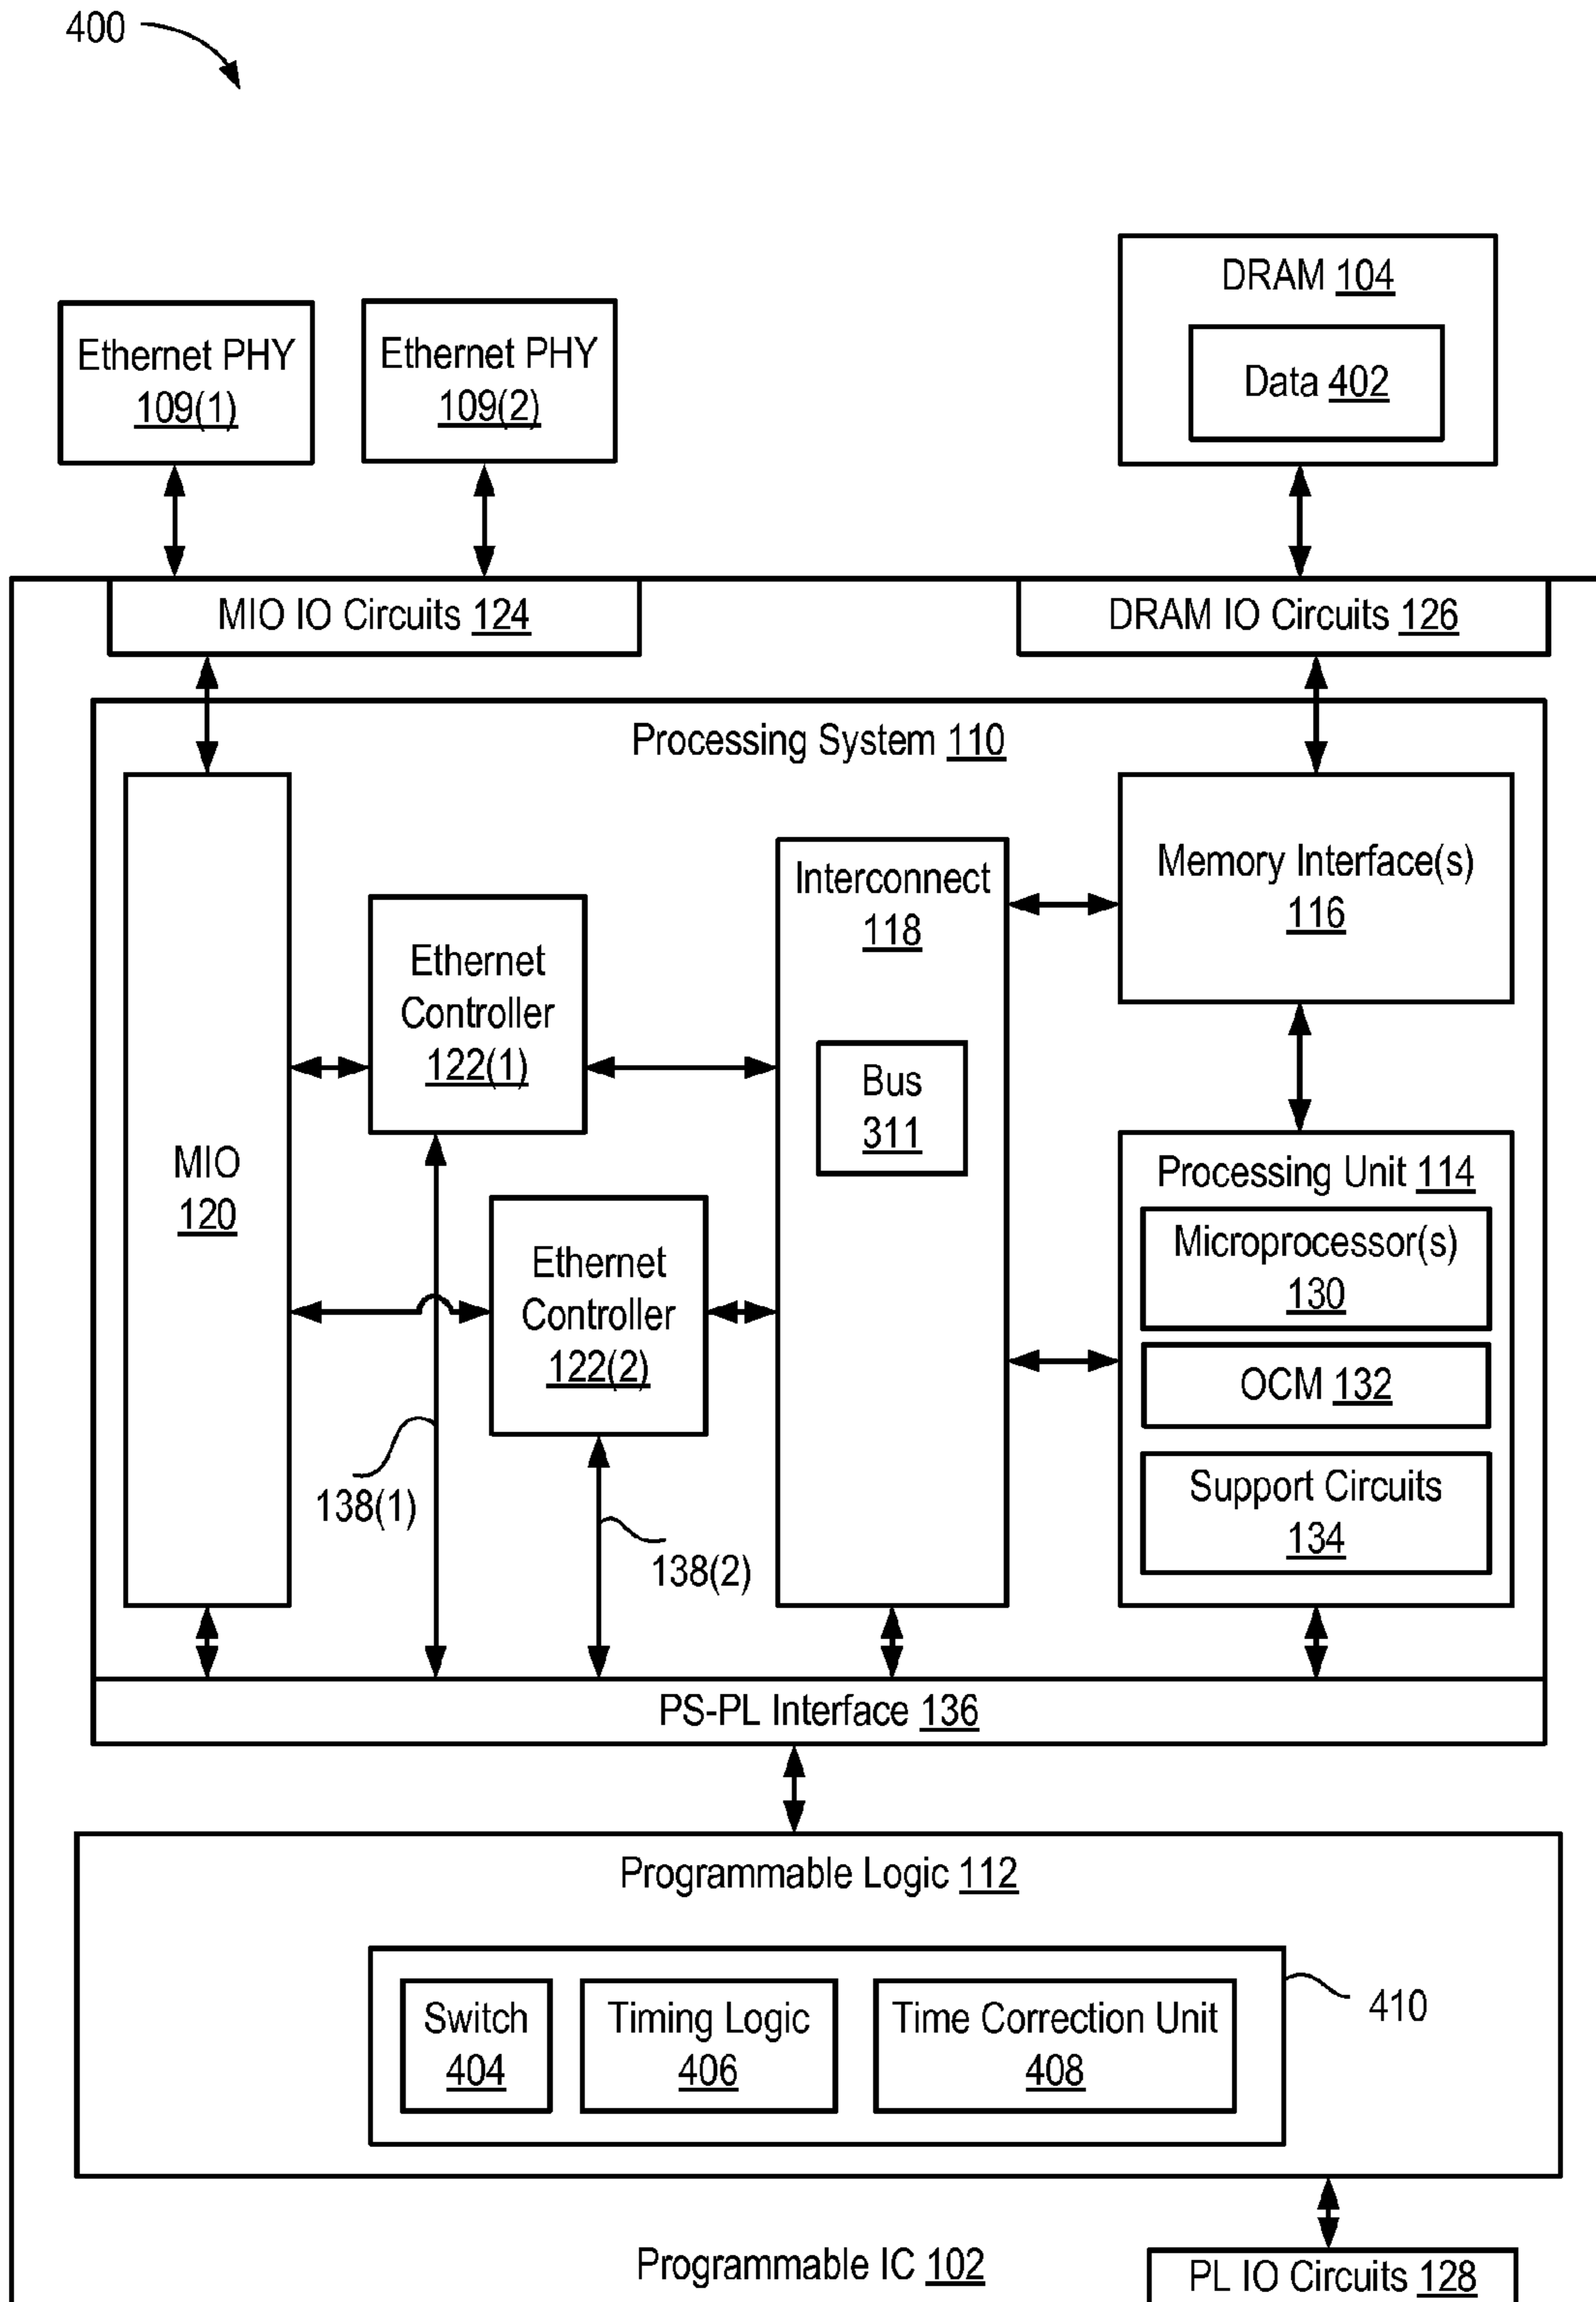 400
DRAM 104
Data 402
Ethernet PHY
109(1)
Ethernet PHY
109(2)
MIO IO Circuits 124
DRAM IO Circuits 126
Processing System 110
MIO
120
Ethernet
Controller
122(1)
Ethernet
Controller
122(2)
138(1)
138(2)
Interconnect
118
Bus
311
Memory Interface(s)
116
Processing Unit 114
Microprocessor(s)
130
OCM 132
Support Circuits
134
PS-PL Interface 136
Programmable Logic 112
Switch
404
Timing Logic
406
Time Correction Unit
408
410
Programmable IC 102
PL IO Circuits 128